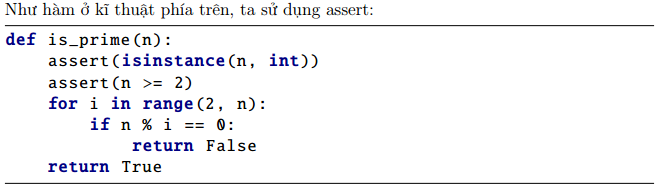 Như hàm ở kĩ thuật phía trên, ta sử dụng assert:
def is_prime(n):
    assert(isinstance(n, int))
    assert(n >= 2)
    for i in range(2, n):
        if n % i == 0:
            return False
    return True